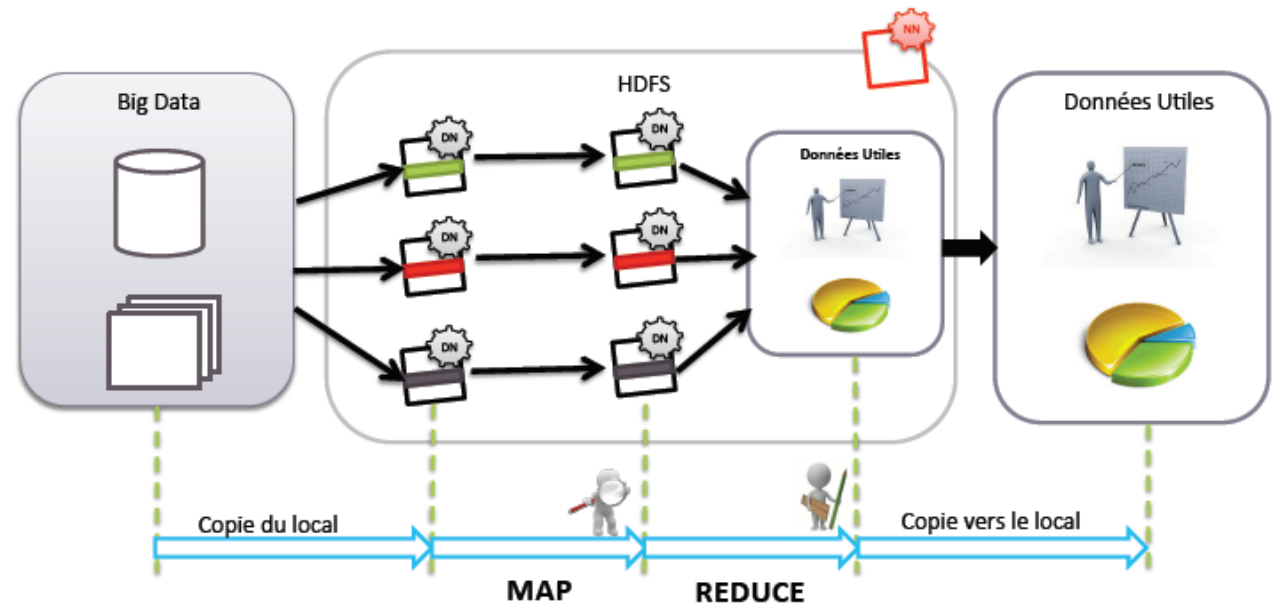 NN
Big Data
HDFS
Données Utiles
DN
DN
Données Utiles
DN
DN
DN
DN
Copie du local
Copie vers le local
MAP
REDUCE